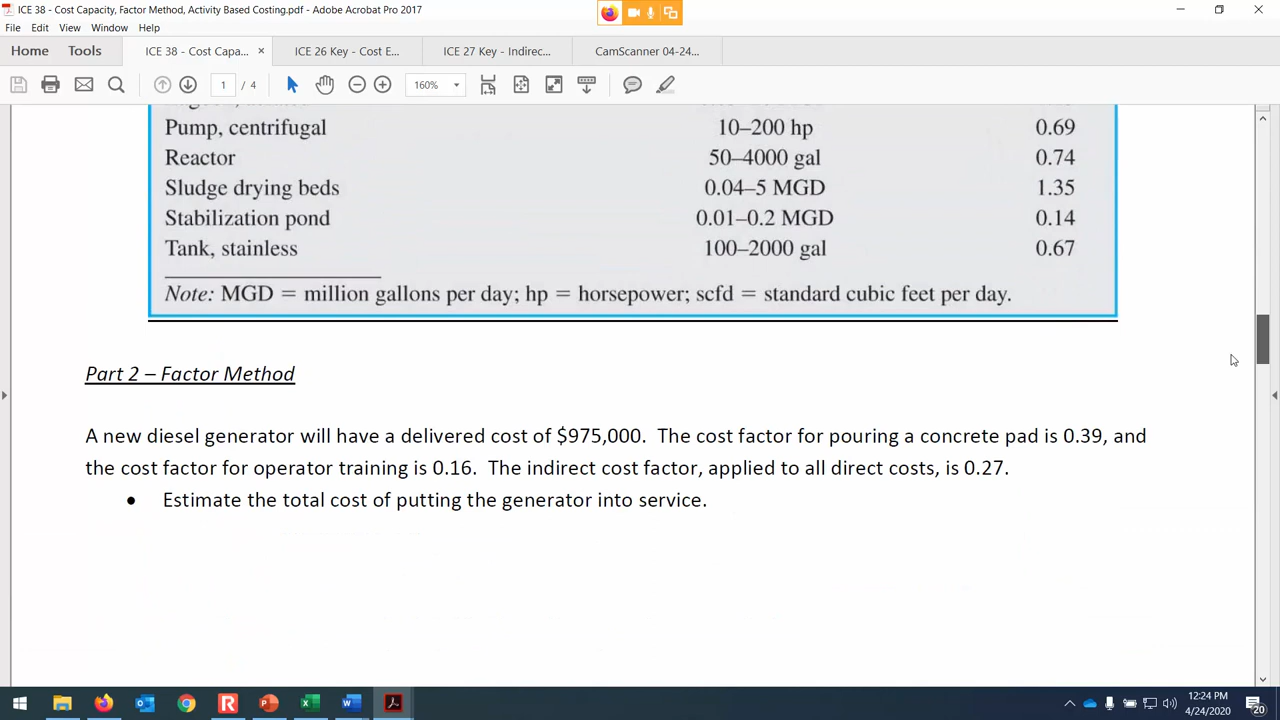 ICE 38 - Cost Capacity, Factor Method, Activity Based Costing.pdf - Adobe Acrobat Pro 2017
File Edit View Window Help
Home Tools ICE 38 - Cost Capa... × ICE 26 Key - Cost E... ICE 27 Key - Indirec... CamScanner 04-24...
1 / 4 160%
Pump, centrifugal 10–200 hp 0.69
Reactor 50–4000 gal 0.74
Sludge drying beds 0.04–5 MGD 1.35
Stabilization pond 0.01–0.2 MGD 0.14
Tank, stainless 100–2000 gal 0.67
Note: MGD = million gallons per day; hp = horsepower; scfd = standard cubic feet per day.
Part 2 – Factor Method
A new diesel generator will have a delivered cost of $975,000. The cost factor for pouring a concrete pad is 0.39, and
the cost factor for operator training is 0.16. The indirect cost factor, applied to all direct costs, is 0.27.
• Estimate the total cost of putting the generator into service.
12:24 PM
4/24/2020
20